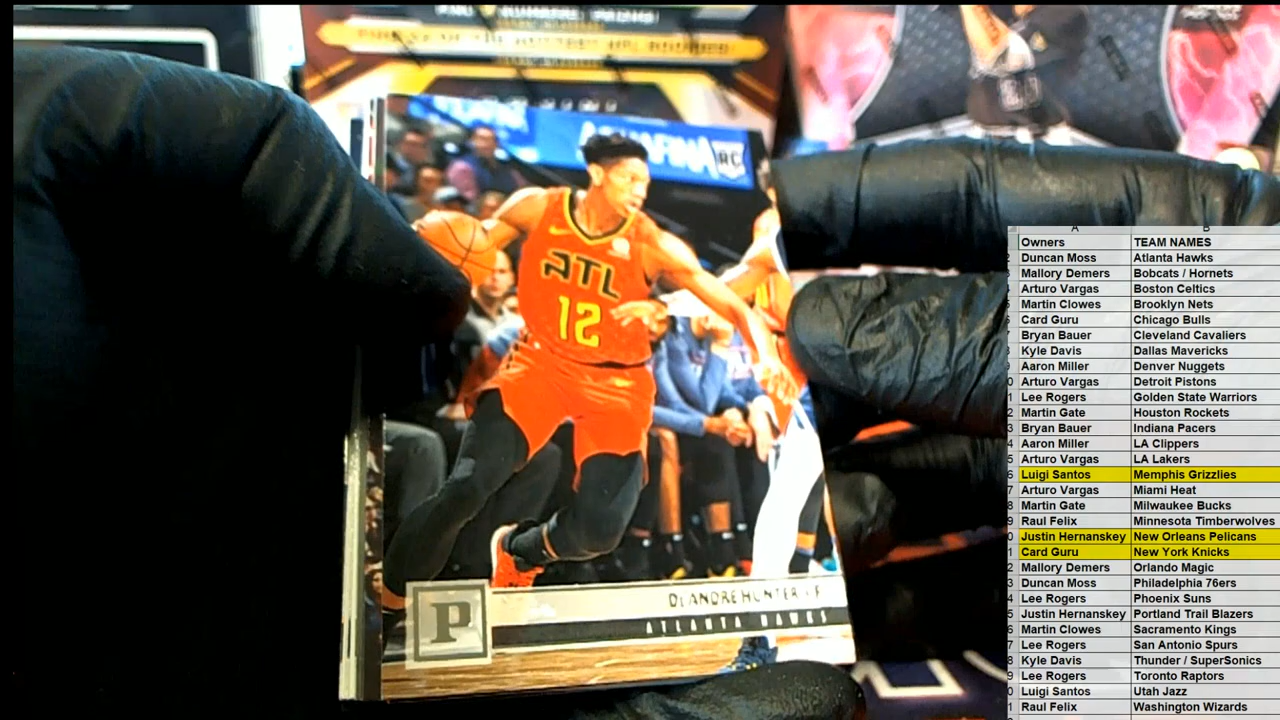 AQUAFINA
RC
ATL
12
DE'ANDRE HUNTER
ATLANTA HAWKS
P
A B
Owners TEAM NAMES
Duncan Moss Atlanta Hawks
Mallory Demers Bobcats / Hornets
Arturo Vargas Boston Celtics
Martin Clowes Brooklyn Nets
Card Guru Chicago Bulls
Bryan Bauer Cleveland Cavaliers
Kyle Davis Dallas Mavericks
Aaron Miller Denver Nuggets
Arturo Vargas Detroit Pistons
Lee Rogers Golden State Warriors
Martin Gate Houston Rockets
Bryan Bauer Indiana Pacers
Aaron Miller LA Clippers
Arturo Vargas LA Lakers
Luigi Santos Memphis Grizzlies
Arturo Vargas Miami Heat
Martin Gate Milwaukee Bucks
Raul Felix Minnesota Timberwolves
Justin Hernanskey New Orleans Pelicans
Card Guru New York Knicks
Mallory Demers Orlando Magic
Duncan Moss Philadelphia 76ers
Lee Rogers Phoenix Suns
Justin Hernanskey Portland Trail Blazers
Martin Clowes Sacramento Kings
Lee Rogers San Antonio Spurs
Kyle Davis Thunder / SuperSonics
Lee Rogers Toronto Raptors
Luigi Santos Utah Jazz
Raul Felix Washington Wizards